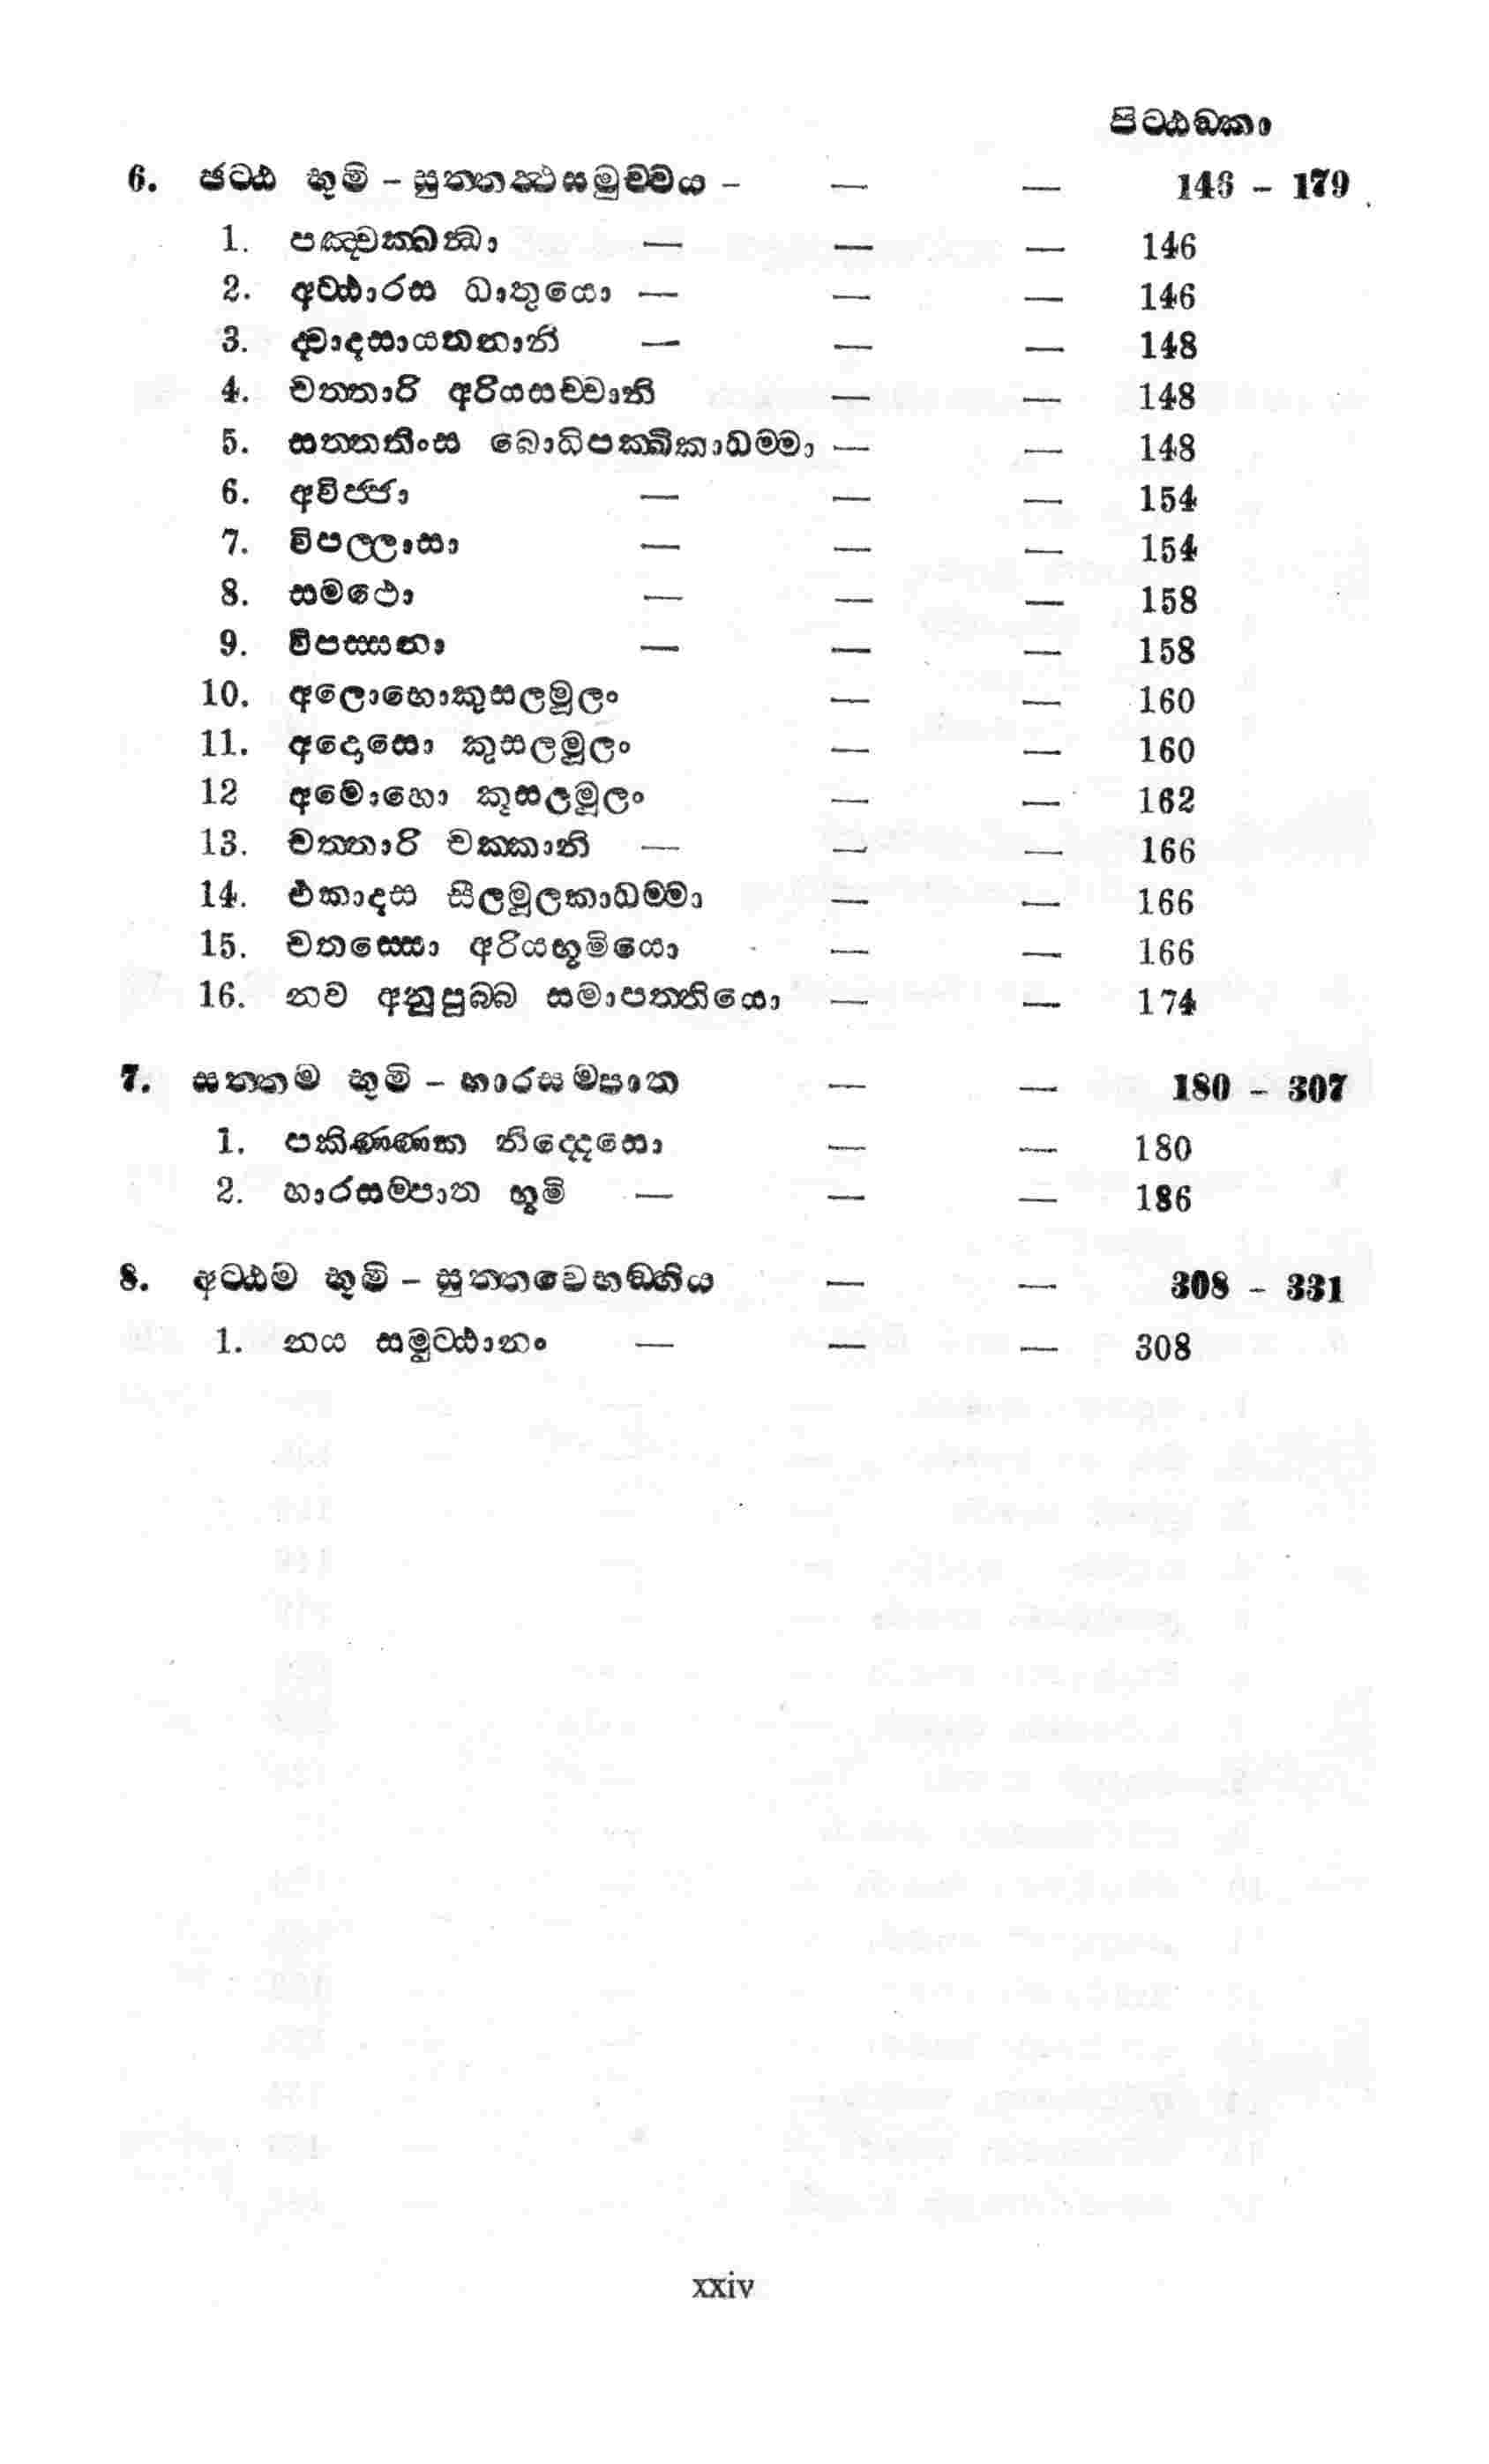 පිට්ඨඞ්කා
6. ඡට්ඨ භූමි - සුත්තත්ථසමුච්චය - — — 146 - 179
1. පඤ්චක්ඛන්ධා — — — 146
2. අට්ඨාරස ධාතුයො — — — 146
3. ද්වාදසායතනානි — — — 148
4. චත්තාරි අරියසච්චානි — — 148
5. සත්තතිංස බොධිපක්ඛිකාධම්මා — — 148
6. අවිජ්ජා — — — 154
7. විපල්ලාසා — — — 154
8. සමථො — — — 158
9. විපස්සනා — — — 158
10. අලොභොකුසලමූලං — — 160
11. අදොසො කුසලමූලං — — 160
12 අමොහො කුසලමූලං — — 162
13. චත්තාරි චක්කානි — — — 166
14. එකාදස සීලමූලකාධම්මා — — 166
15. චතස්සො අරියභූමියො — — 166
16. නව අනුපුබ්බ සමාපත්තියො — — 174
7. සත්තම භූමි - හාරසම්පාත — — 180 - 307
1. පකිණ්ණක නිද්දෙසො — — 180
2. හාරසම්පාත භූමි — — — 186
8. අට්ඨම භූමි - සුත්තවෙභඞ්ගිය — — 308 - 331
1. නය සමුට්ඨානං — — — 308
xxiv